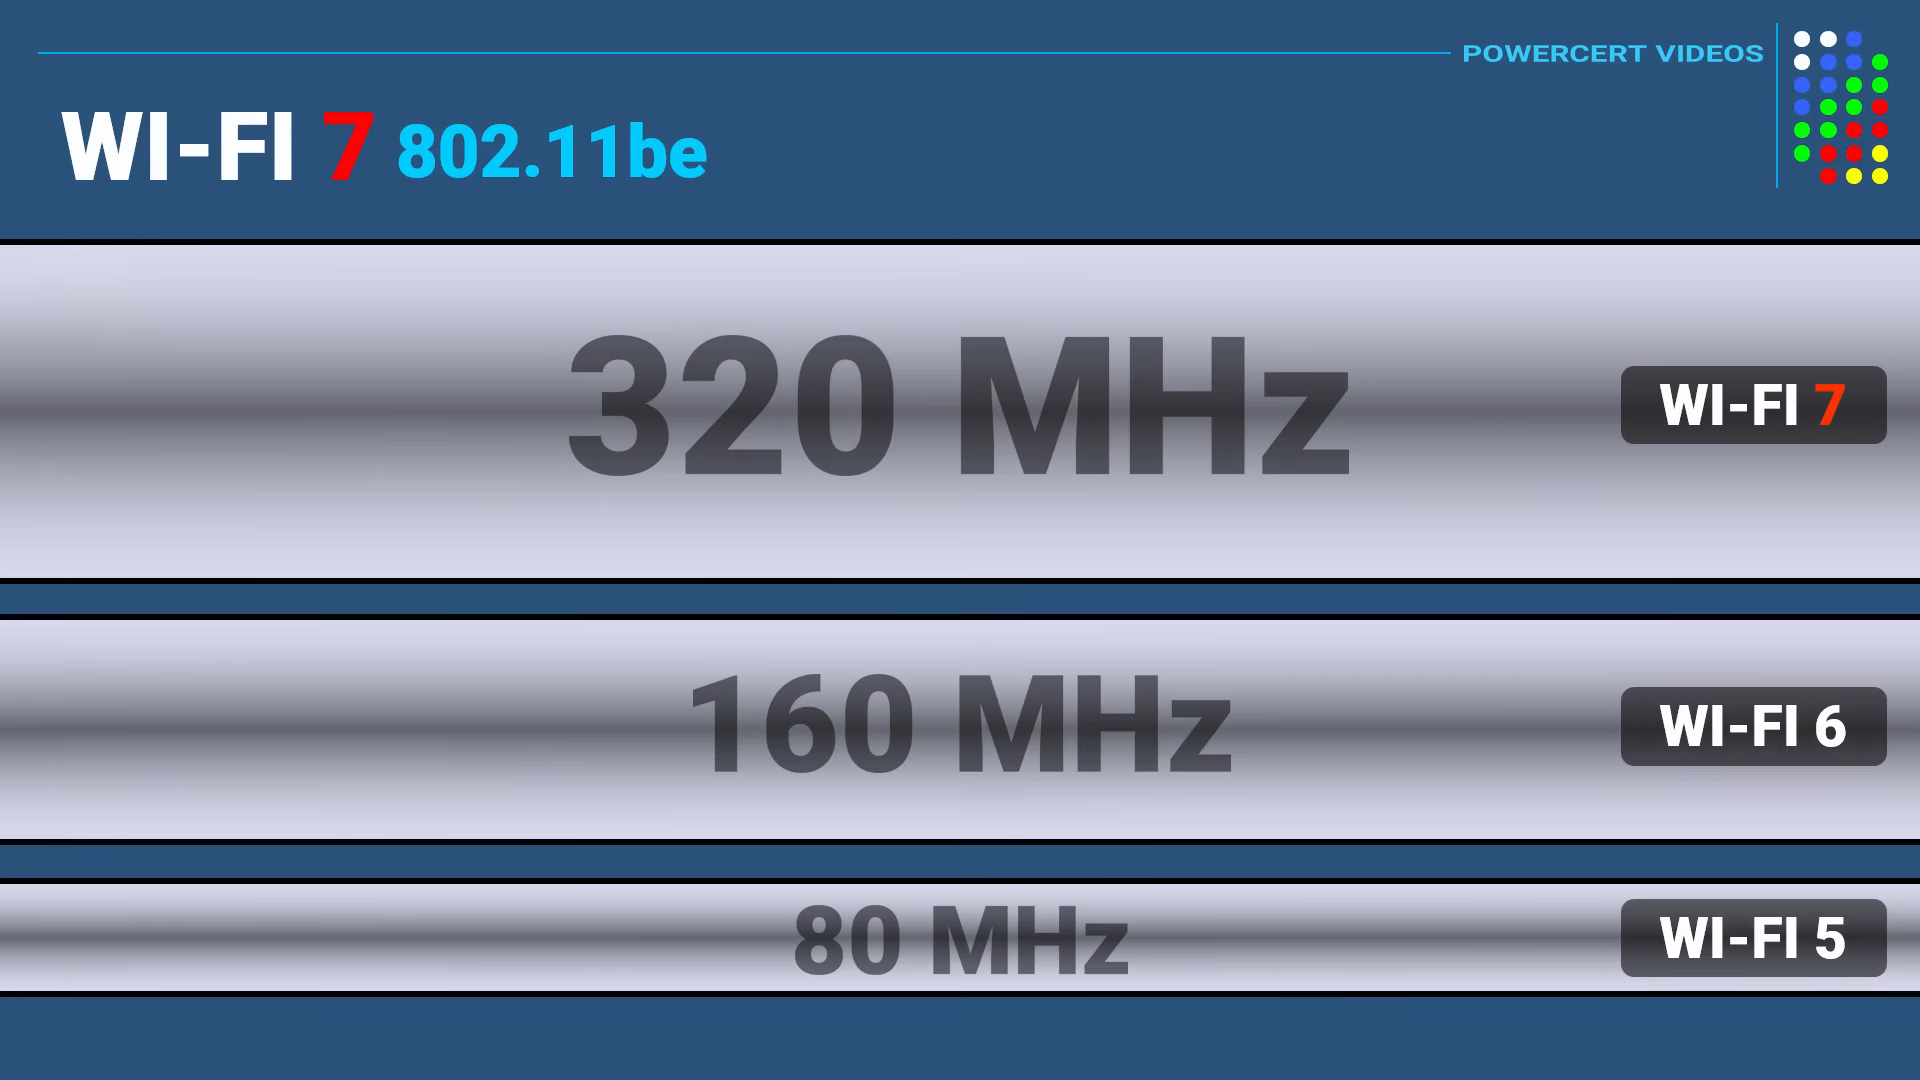 POWERCERT VIDEOS
WI-FI 7 802.11be
320 MHz
WI-FI 7
160 MHz
WI-FI 6
80 MHz
WI-FI 5